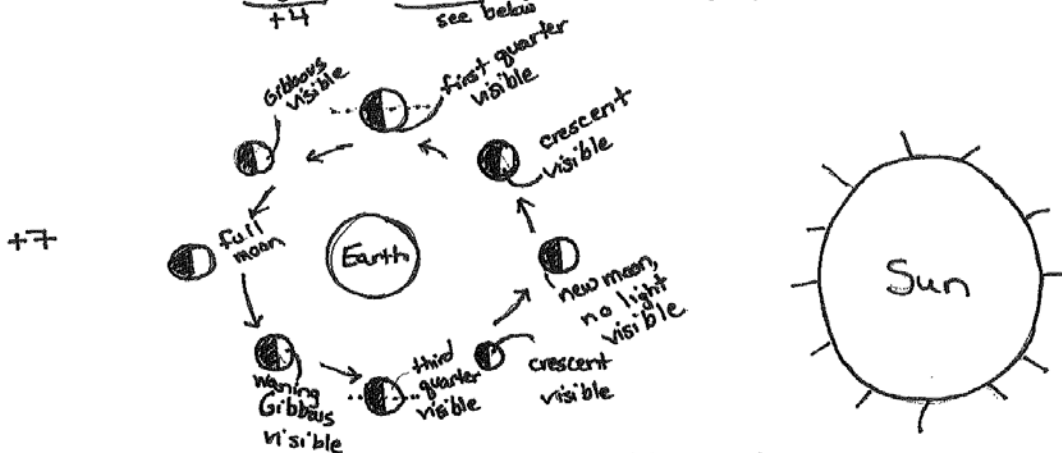 +4
see below
Gibbous
visible
first quarter
visible
crescent
visible
+7
full
moon
Earth
new moon,
no light
visible
Sun
waning
Gibbous
visible
third
quarter
visible
crescent
visible